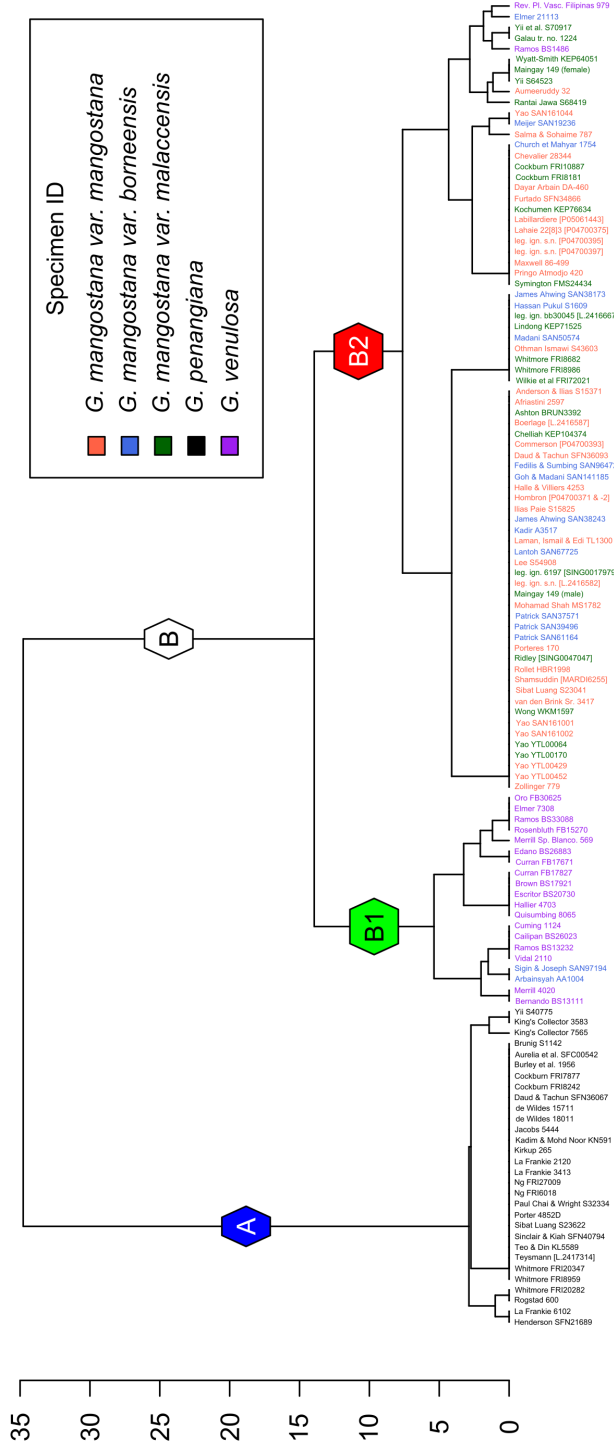 Specimen ID
G. mangostana var. mangostana
G. mangostana var. borneensis
G. mangostana var. malaccensis
G. penangiana
G. venulosa
A
B
B1
B2
35
30
25
20
15
10
5
0
Rev. Pl. Vasc. Filipinas 979
Elmer 21113
Yii et al. S70917
Galau tr. no. 1224
Ramos BS1486
Wyatt-Smith KEP64051
Maingay 149 (female)
Yii S64523
Aumeeruddy 32
Rantai Jawa S68419
Yao SAN161044
Meijer SAN19236
Salma & Sohaime 787
Church et Mahyar 1754
Chevalier 28344
Cockburn FRI10887
Cockburn FRI8181
Dayar Arbain DA-460
Furtado SFN34866
Kochumen KEP76634
Labillardiere [P05061443]
Lahaie 22[8]3 [P04700375]
leg. ign. s.n. [P04700395]
leg. ign. s.n. [P04700397]
Maxwell 86-499
Pringo Atmodjo 420
Symington FMS24434
James Ahwing SAN38173
Hassan Pukul S1609
leg. ign. bb30045 [L.2416667
Lindong KEP71525
Madani SAN50574
Othman Ismawi S43603
Whitmore FRI8682
Whitmore FRI8986
Wilkie et al FRI72021
Anderson & Ilias S15371
Afriastini 2597
Ashton BRUN3392
Boerlage [L.2416587]
Chelliah KEP104374
Commerson [P04700393]
Daud & Tachun SFN36093
Fedilis & Sumbing SAN9647
Goh & Madani SAN141185
Halle & Villiers 4253
Hombron [P04700371 & -2]
Ilias Paie S15825
James Ahwing SAN38243
Kadir A3517
Laman, Ismail & Edi TL1300
Lantoh SAN67725
Lee S54908
leg. ign. 6197 [SING0017979
leg. ign. s.n. [L.2416582]
Maingay 149 (male)
Mohamad Shah MS1782
Patrick SAN37571
Patrick SAN39496
Patrick SAN61164
Porteres 170
Ridley [SING0047047]
Rollet HBR1998
Shamsuddin [MARDI6255]
Sibat Luang S23041
van den Brink Sr. 3417
Wong WKM1597
Yao SAN161001
Yao SAN161002
Yao YTL00064
Yao YTL00170
Yao YTL00429
Yao YTL00452
Zollinger 779
Oro FB30625
Elmer 7308
Ramos BS33088
Rosenbluth FB15270
Merrill Sp. Blanco. 569
Edano BS26883
Curran FB17671
Curran FB17827
Brown BS17921
Escritor BS20730
Hallier 4703
Quisumbing 8065
Cuming 1124
Cailipan BS26023
Ramos BS13232
Vidal 2110
Sigin & Joseph SAN97194
Arbainsyah AA1004
Merrill 4020
Bernando BS13111
Yii S40775
King's Collector 3583
King's Collector 7565
Brunig S1142
Aurelia et al. SFC00542
Burley et al. 1956
Cockburn FRI7877
Cockburn FRI8242
Daud & Tachun SFN36067
de Wildes 15711
de Wildes 18011
Jacobs 5444
Kadim & Mohd Noor KN591
Kirkup 265
La Frankie 2120
La Frankie 3413
Ng FRI27009
Ng FRI6018
Paul Chai & Wright S32334
Porter 4852D
Sibat Luang S23622
Sinclair & Kiah SFN40794
Teo & Din KL5589
Teysmann [L.2417314]
Whitmore FRI20347
Whitmore FRI8959
Whitmore FRI20282
Rogstad 600
La Frankie 6102
Henderson SFN21689